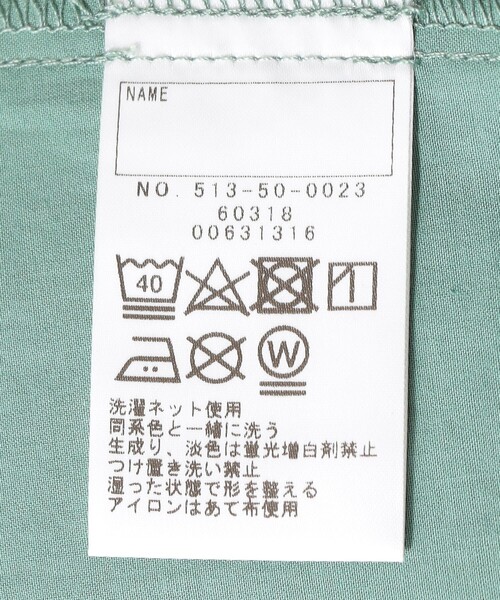 NAME
NO. 513-50-0023
60318
00631316
40
W
洗濯ネット使用
同系色と一緒に洗う
生成り、淡色は蛍光増白剤禁止
つけ置き洗い禁止
湿った状態で形を整える
アイロンはあて布使用